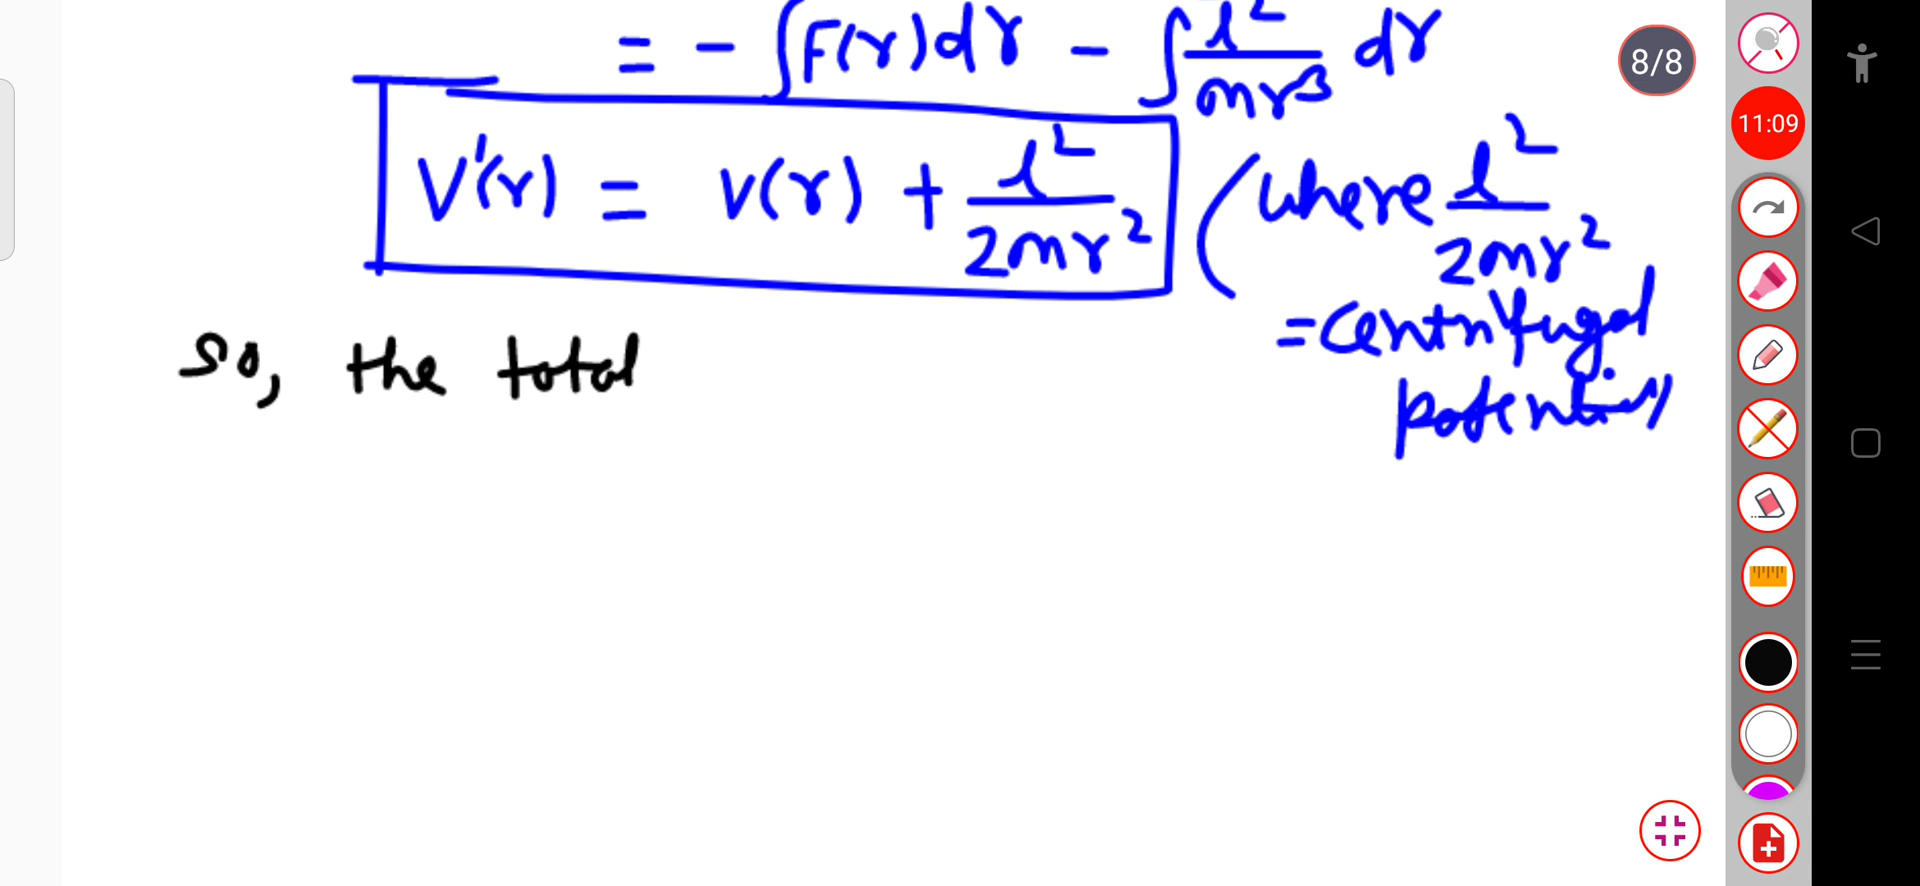 = - ∫F(r)dr - ∫l²/mr³ dr
V'(r) = v(r) + l²/2mr² (where l²/2mr²
= Centrifugal
potential
So, the total
8/8
11:09